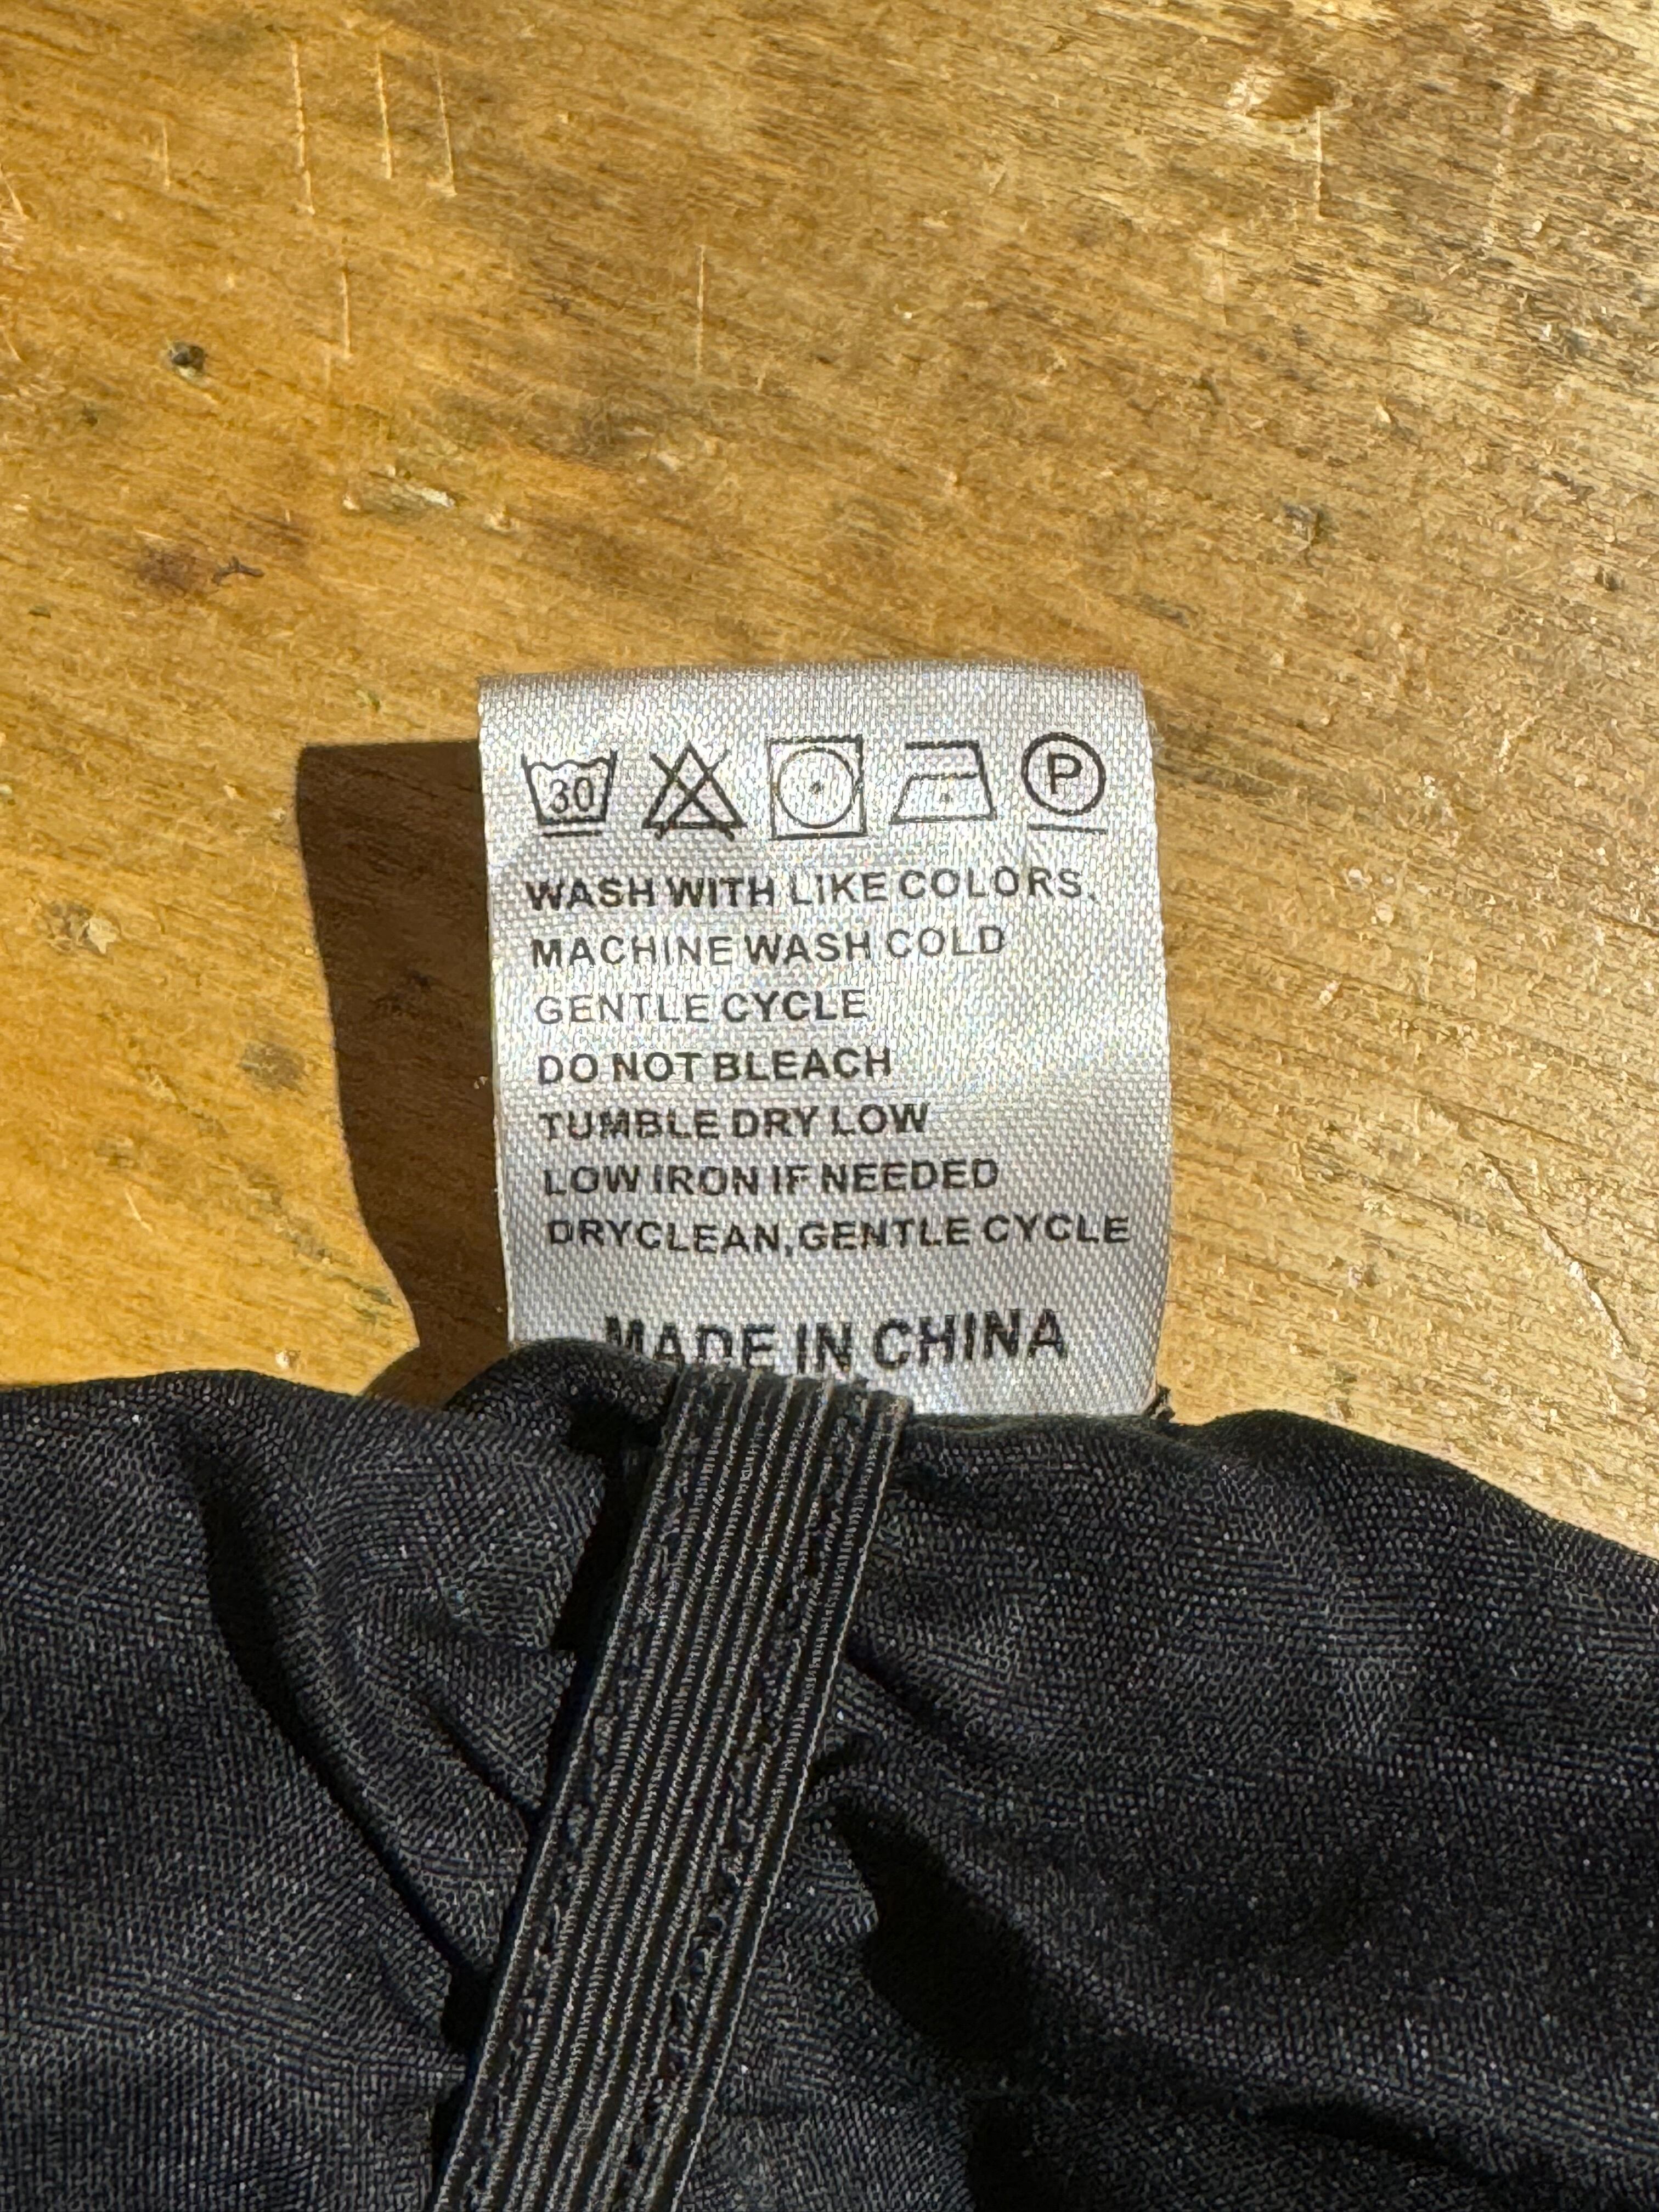 30 P
WASH WITH LIKE COLORS,
MACHINE WASH COLD
GENTLE CYCLE
DO NOT BLEACH
TUMBLE DRY LOW
LOW IRON IF NEEDED
DRYCLEAN,GENTLE CYCLE
MADE IN CHINA